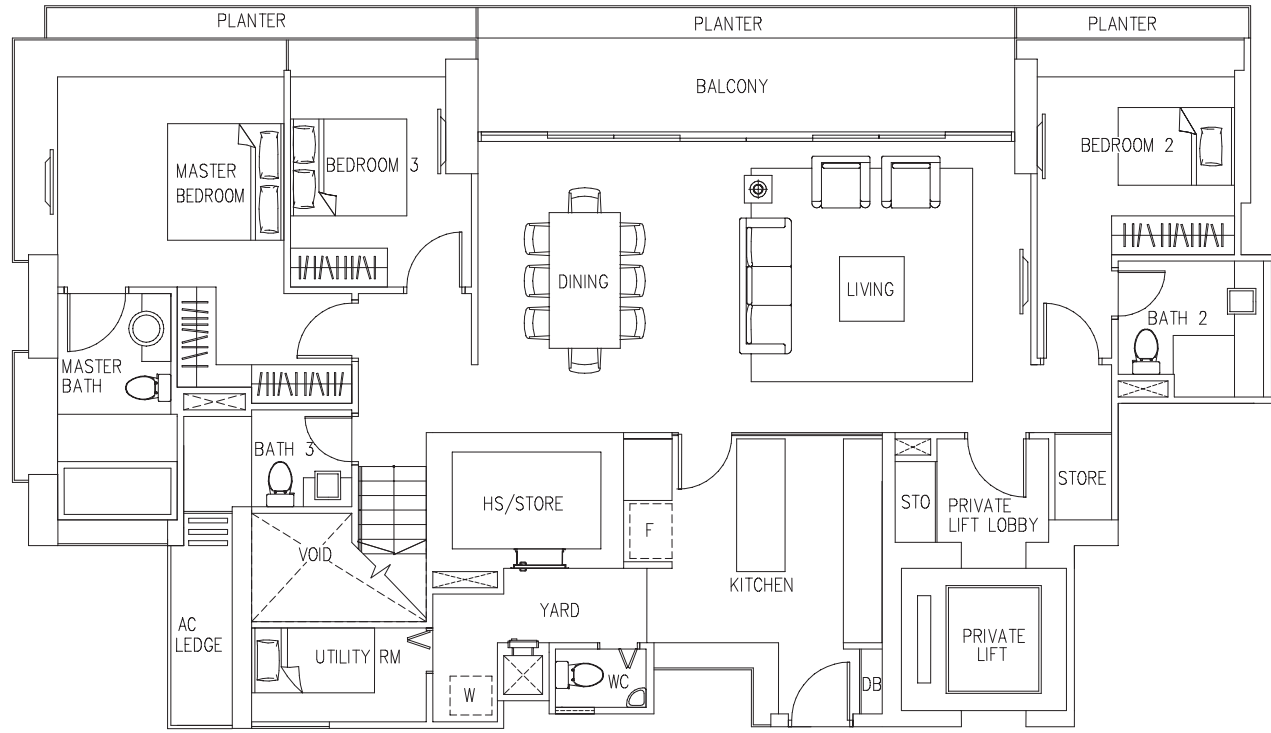 PLANTER
PLANTER
PLANTER
BALCONY
MASTER
BEDROOM
BEDROOM 3
BEDROOM 2
DINING
LIVING
BATH 2
MASTER
BATH
BATH 3
HS/STORE
F
STO
PRIVATE
LIFT LOBBY
STORE
VOID
KITCHEN
YARD
AC
LEDGE
UTILITY RM
W
WC
DB
PRIVATE
LIFT